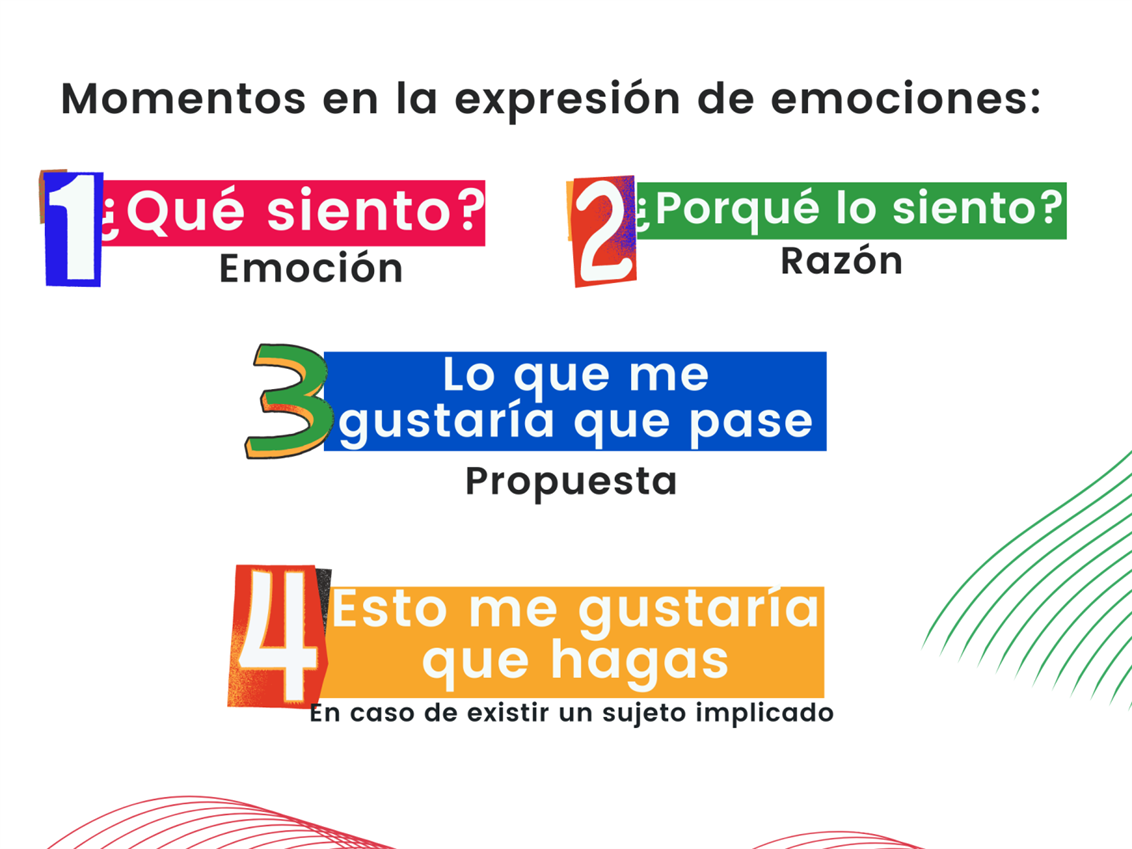 Momentos en la expresión de emociones:
1 ¿Qué siento?
Emoción
2 ¿Porqué lo siento?
Razón
3 Lo que me
gustaría que pase
Propuesta
4 Esto me gustaría
que hagas
En caso de existir un sujeto implicado